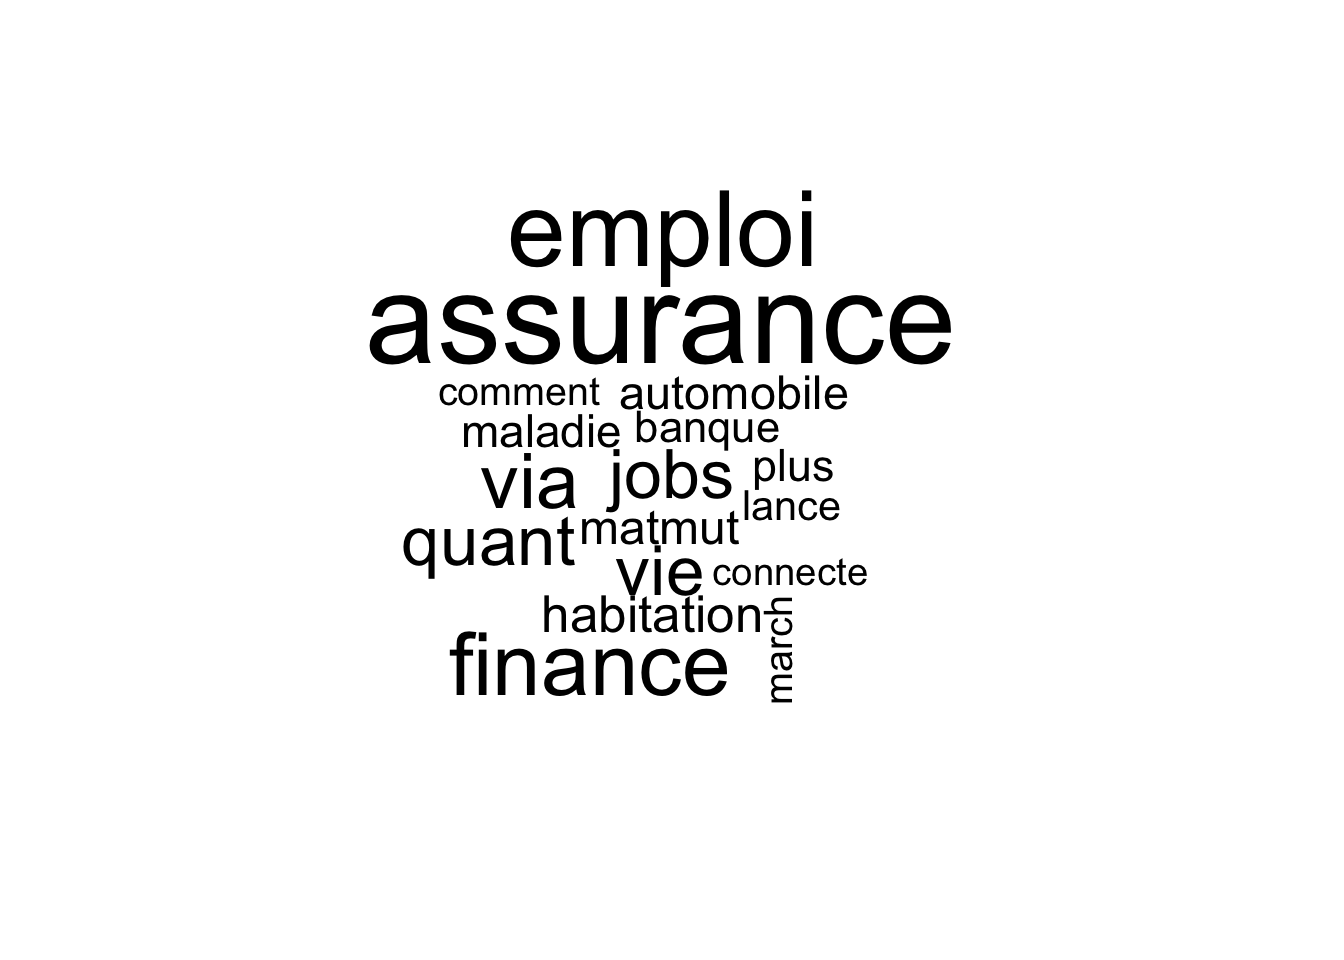 emploi
assurance
comment automobile
maladie banque
via jobs plus
lance
quant matmut
vie connecte
habitation
march
finance